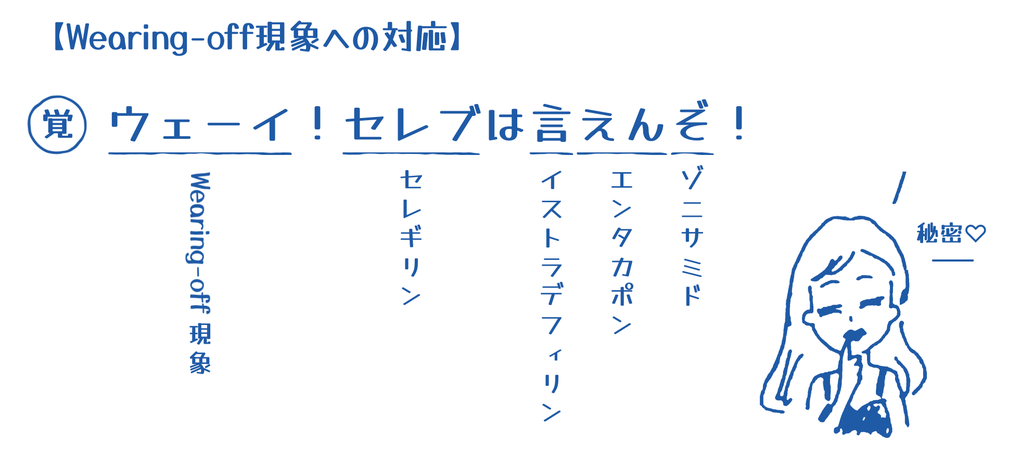 【Wearing-off現象への対応】
覚 ウェーイ！セレブは言えんぞ！
Wearing-off 現象
セレギリン
イストラデフィリン
エンタカポン
ゾニサミド
秘密♡